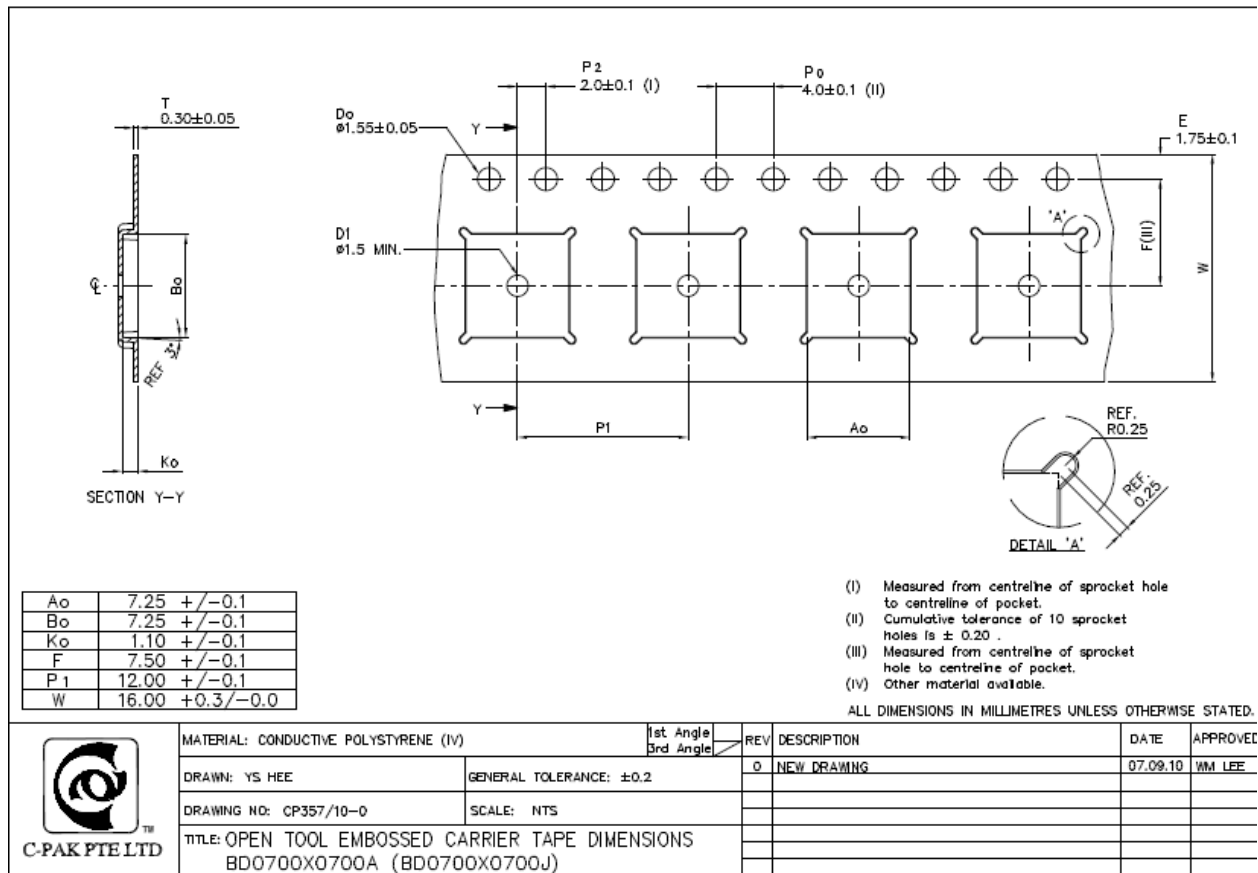 P2
2.0±0.1 (I)
Po
4.0±0.1 (II)
T
0.30±0.05
Do
ø1.55±0.05
Y
E
1.75±0.1
D1
ø1.5 MIN.
'A'
F(III)
W
℄
Bo
REF 3°
Y
P1
Ao
Ko
SECTION Y-Y
REF.
R0.25
REF.
0.25
DETAIL 'A'
Ao 7.25 +/-0.1
Bo 7.25 +/-0.1
Ko 1.10 +/-0.1
F 7.50 +/-0.1
P1 12.00 +/-0.1
W 16.00 +0.3/-0.0
(I) Measured from centreline of sprocket hole
to centreline of pocket.
(II) Cumulative tolerance of 10 sprocket
holes is ± 0.20 .
(III) Measured from centreline of sprocket
hole to centreline of pocket.
(IV) Other material available.
ALL DIMENSIONS IN MILLIMETRES UNLESS OTHERWISE STATED.
TM
C-PAK PTE LTD
MATERIAL: CONDUCTIVE POLYSTYRENE (IV)
1st Angle
3rd Angle
DRAWN: YS HEE
GENERAL TOLERANCE: ±0.2
DRAWING NO: CP357/10-0
SCALE: NTS
TITLE: OPEN TOOL EMBOSSED CARRIER TAPE DIMENSIONS
BD0700X0700A (BD0700X0700J)
REV DESCRIPTION DATE APPROVED
0 NEW DRAWING 07.09.10 WM LEE